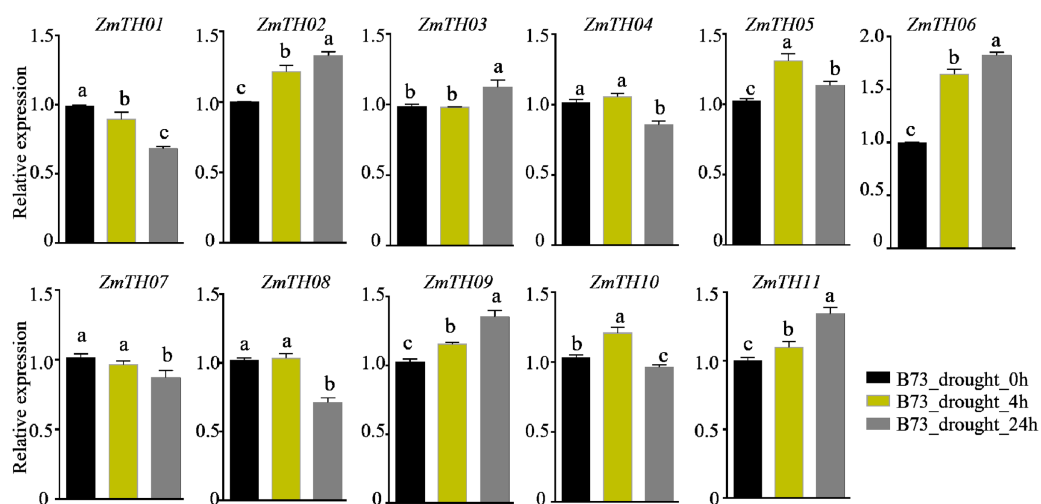 ZmTH01 ZmTH02 ZmTH03 ZmTH04 ZmTH05 ZmTH06
Relative expression
1.5
1.0
0.5
0
a b c
1.5
1.0
0.5
0
c b a
1.5
1.0
0.5
0
b b a
1.5
1.0
0.5
0
a a b
1.5
1.0
0.5
0
c a b
2.0
1.5
1.0
0.5
0
c b a
ZmTH07 ZmTH08 ZmTH09 ZmTH10 ZmTH11
Relative expression
1.5
1.0
0.5
0
a a b
1.5
1.0
0.5
0
a a b
1.5
1.0
0.5
0
c b a
1.5
1.0
0.5
0
b a c
1.5
1.0
0.5
0
c b a
B73_drought_0h
B73_drought_4h
B73_drought_24h